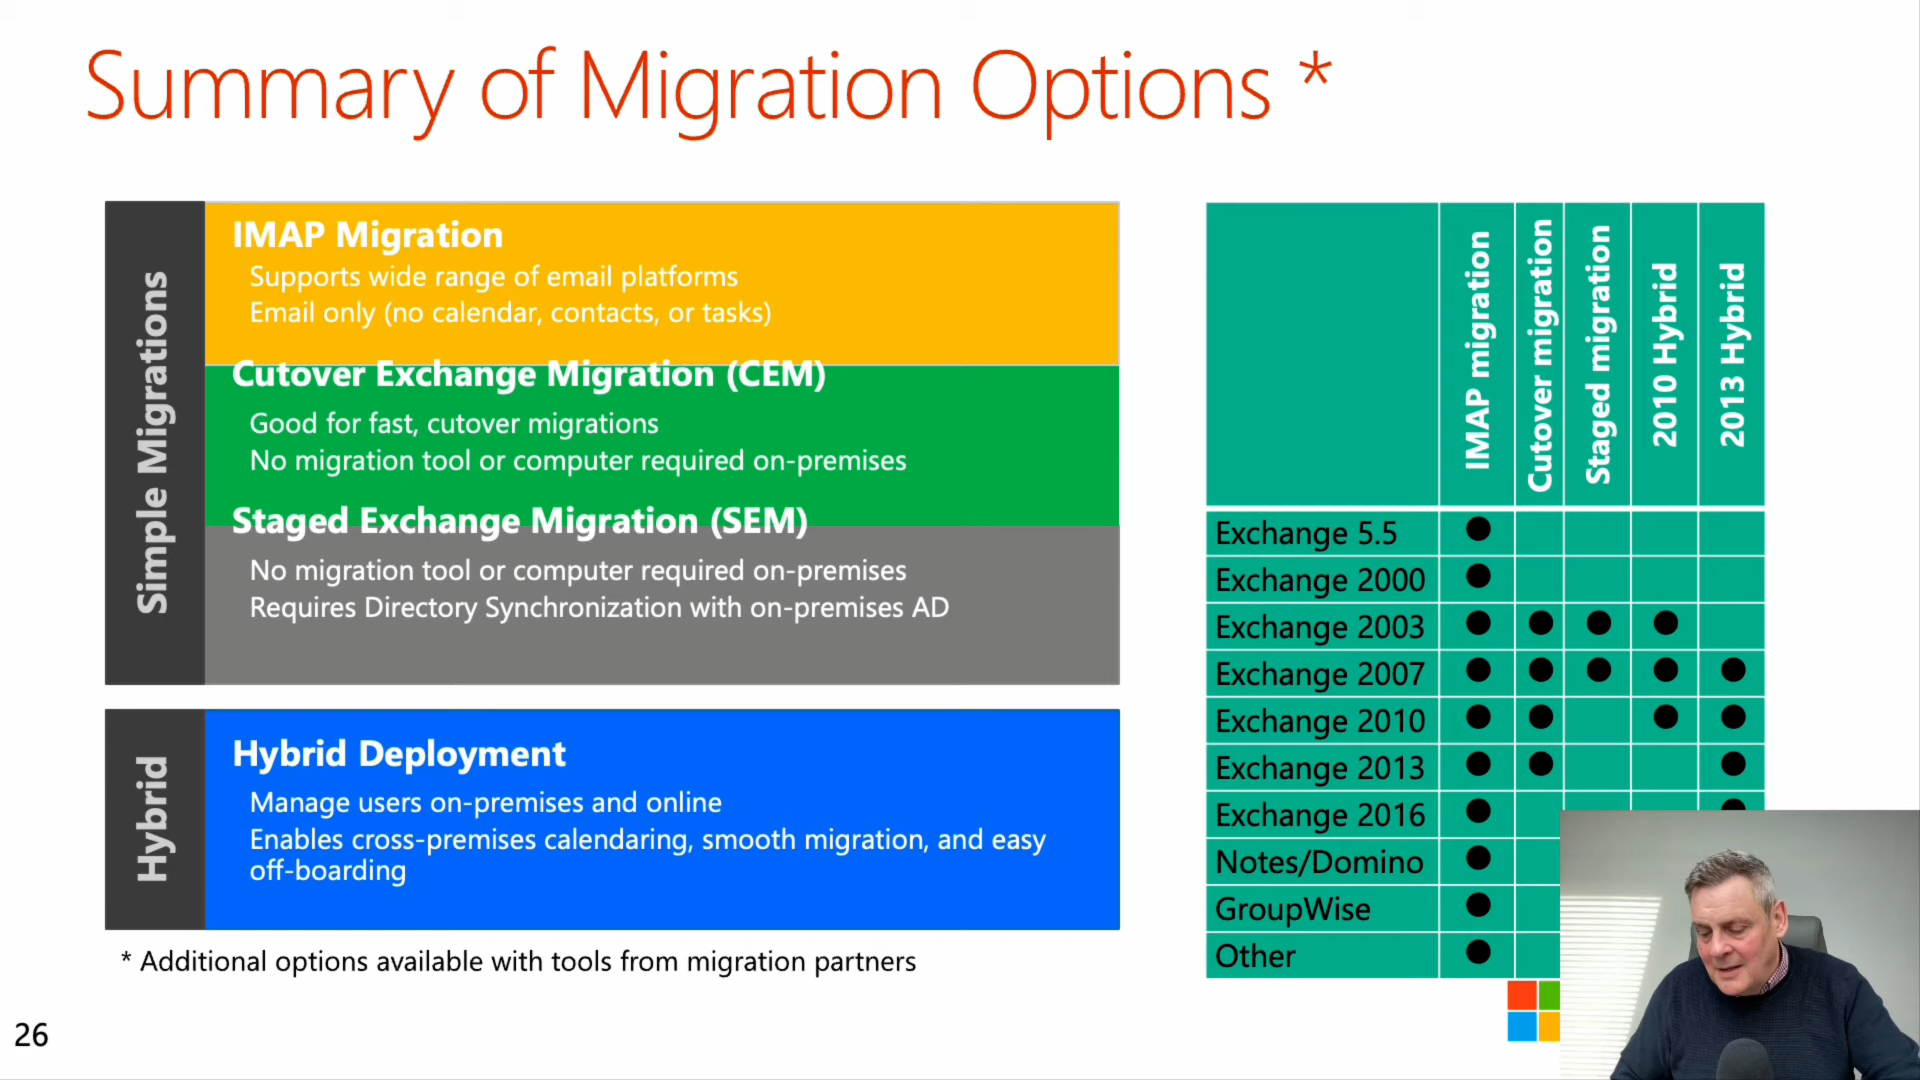 Summary of Migration Options *
Simple Migrations
IMAP Migration
Supports wide range of email platforms
Email only (no calendar, contacts, or tasks)
Cutover Exchange Migration (CEM)
Good for fast, cutover migrations
No migration tool or computer required on-premises
Staged Exchange Migration (SEM)
No migration tool or computer required on-premises
Requires Directory Synchronization with on-premises AD
Hybrid
Hybrid Deployment
Manage users on-premises and online
Enables cross-premises calendaring, smooth migration, and easy
off-boarding
* Additional options available with tools from migration partners
26
IMAP migration
Cutover migration
Staged migration
2010 Hybrid
2013 Hybrid
Exchange 5.5
Exchange 2000
Exchange 2003
Exchange 2007
Exchange 2010
Exchange 2013
Exchange 2016
Notes/Domino
GroupWise
Other